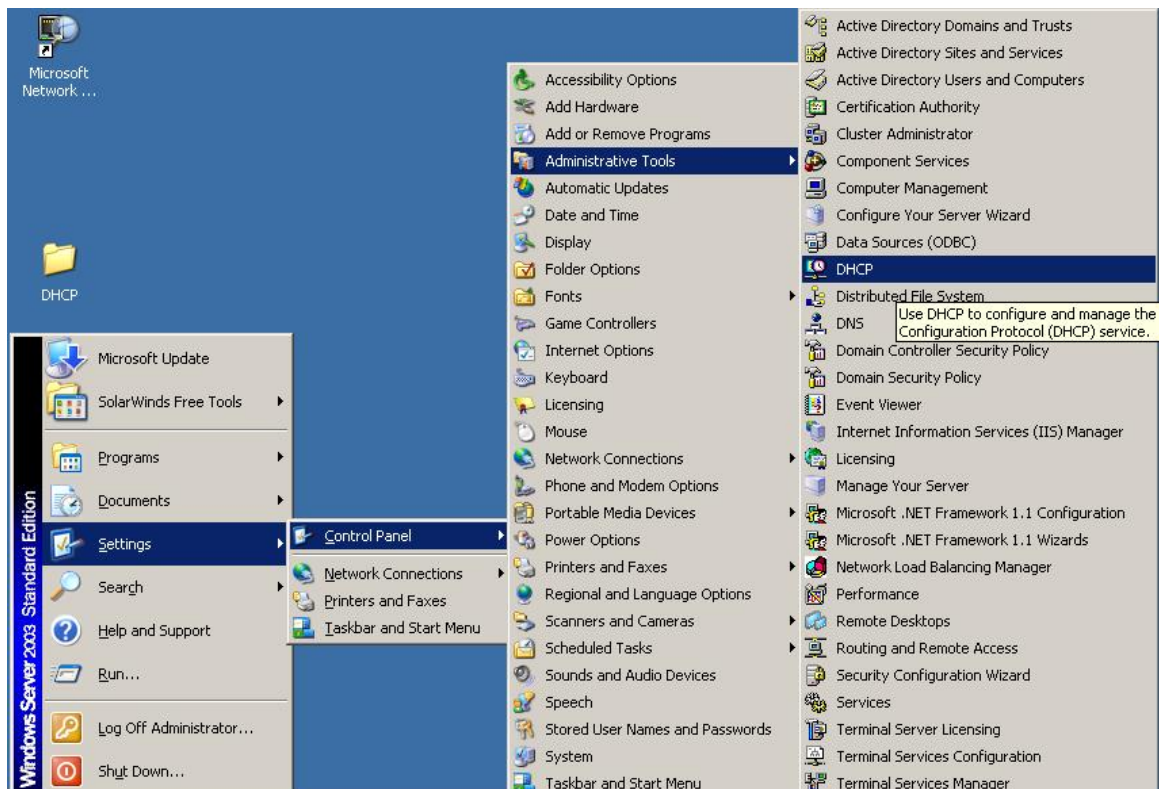 Microsoft
Network ...
DHCP
Windows Server 2003 Standard Edition
Microsoft Update
SolarWinds Free Tools
Programs
Documents
Settings
Search
Help and Support
Run...
Log Off Administrator...
Shut Down...
Control Panel
Network Connections
Printers and Faxes
Taskbar and Start Menu
Accessibility Options
Add Hardware
Add or Remove Programs
Administrative Tools
Automatic Updates
Date and Time
Display
Folder Options
Fonts
Game Controllers
Internet Options
Keyboard
Licensing
Mouse
Network Connections
Phone and Modem Options
Portable Media Devices
Power Options
Printers and Faxes
Regional and Language Options
Scanners and Cameras
Scheduled Tasks
Sounds and Audio Devices
Speech
Stored User Names and Passwords
System
Taskbar and Start Menu
Active Directory Domains and Trusts
Active Directory Sites and Services
Active Directory Users and Computers
Certification Authority
Cluster Administrator
Component Services
Computer Management
Configure Your Server Wizard
Data Sources (ODBC)
DHCP
Distributed File System
Use DHCP to configure and manage the
Configuration Protocol (DHCP) service.
DNS
Domain Controller Security Policy
Domain Security Policy
Event Viewer
Internet Information Services (IIS) Manager
Licensing
Manage Your Server
Microsoft .NET Framework 1.1 Configuration
Microsoft .NET Framework 1.1 Wizards
Network Load Balancing Manager
Performance
Remote Desktops
Routing and Remote Access
Security Configuration Wizard
Services
Terminal Server Licensing
Terminal Services Configuration
Terminal Services Manager